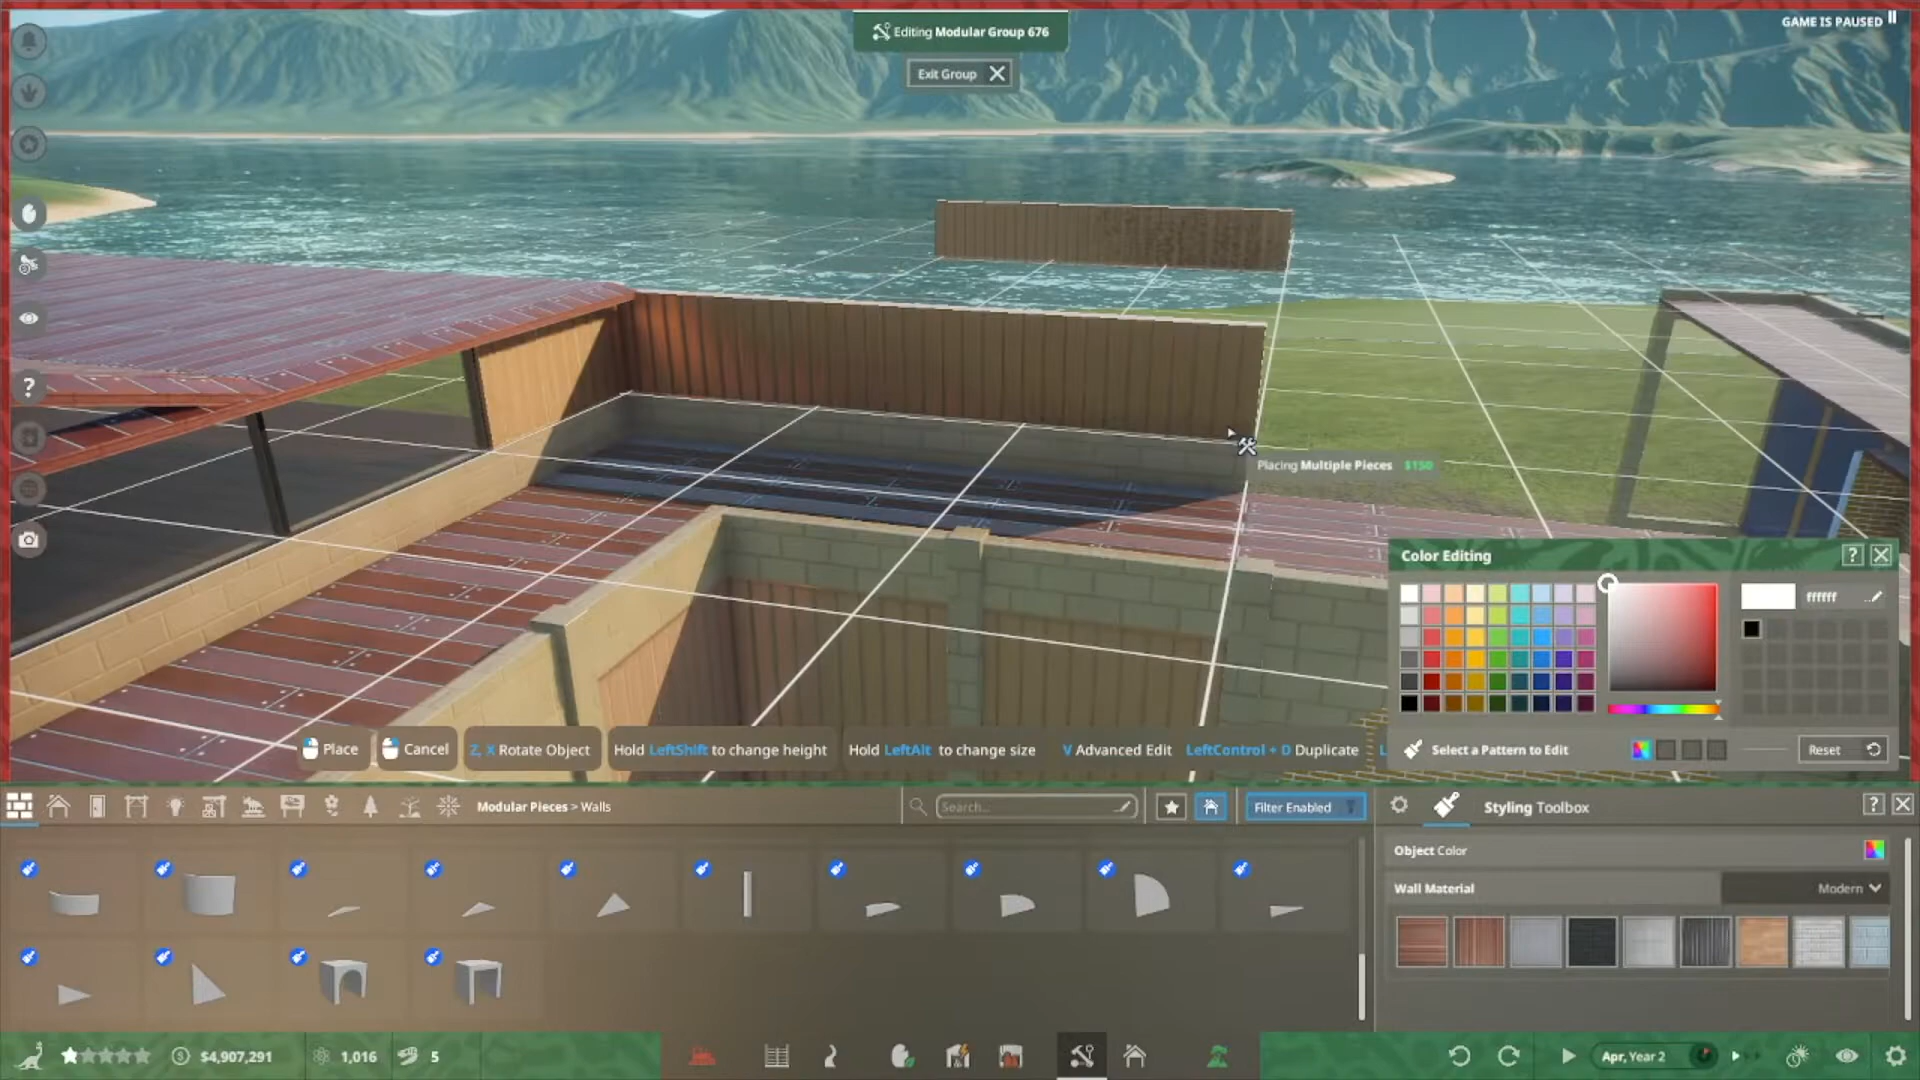 Editing Modular Group 676
GAME IS PAUSED
Exit Group
Placing Multiple Pieces $150
Color Editing
?
ffffff
Place
Cancel
Z, X Rotate Object
Hold LeftShift to change height
Hold LeftAlt to change size
V Advanced Edit
LeftControl + D Duplicate
L
Select a Pattern to Edit
Reset
Modular Pieces > Walls
Search...
Filter Enabled
Styling Toolbox
?
Object Color
Wall Material
Modern
?
$4,907,291
1,016
5
Apr, Year 2